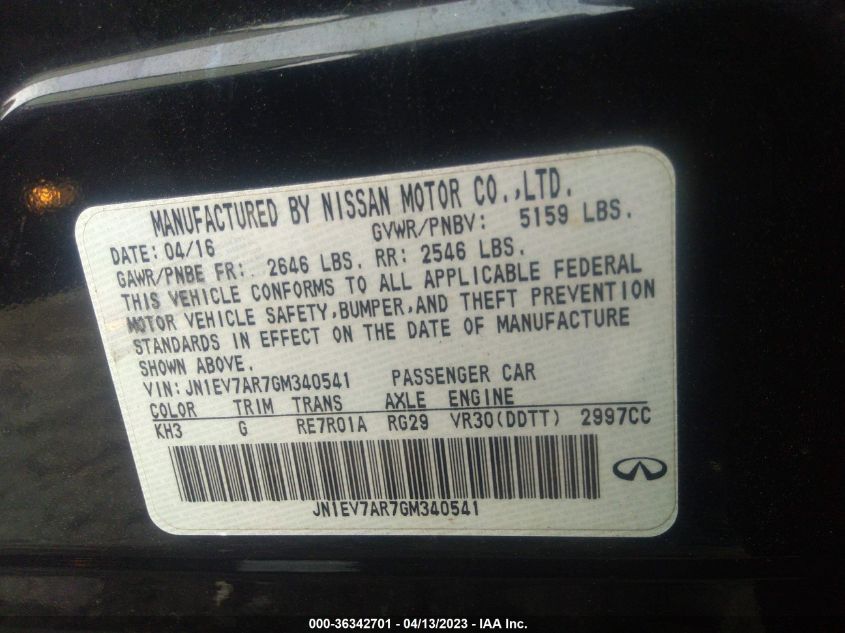 MANUFACTURED BY NISSAN MOTOR CO.,LTD.
DATE: 04/16 GVWR/PNBV: 5159 LBS.
GAWR/PNBE FR: 2646 LBS. RR: 2546 LBS.
THIS VEHICLE CONFORMS TO ALL APPLICABLE FEDERAL
MOTOR VEHICLE SAFETY,BUMPER,AND THEFT PREVENTION
STANDARDS IN EFFECT ON THE DATE OF MANUFACTURE
SHOWN ABOVE.
VIN:JN1EV7AR7GM340541 PASSENGER CAR
COLOR TRIM TRANS AXLE ENGINE
KH3 G RE7R01A RG29 VR30(DDTT) 2997CC
JN1EV7AR7GM340541
000-36342701 - 04/13/2023 - IAA Inc.